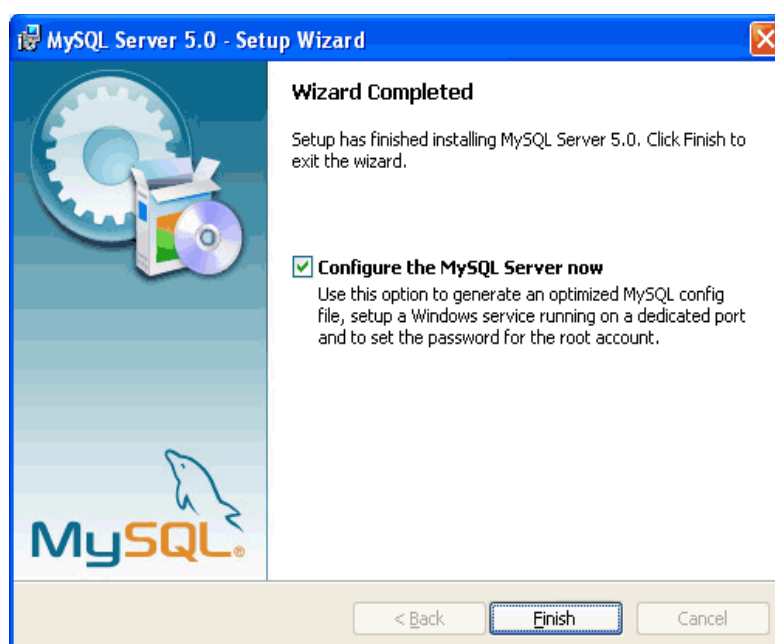 MySQL Server 5.0 - Setup Wizard
Wizard Completed
Setup has finished installing MySQL Server 5.0. Click Finish to
exit the wizard.
Configure the MySQL Server now
Use this option to generate an optimized MySQL config
file, setup a Windows service running on a dedicated port
and to set the password for the root account.
MySQL®
< Back
Finish
Cancel